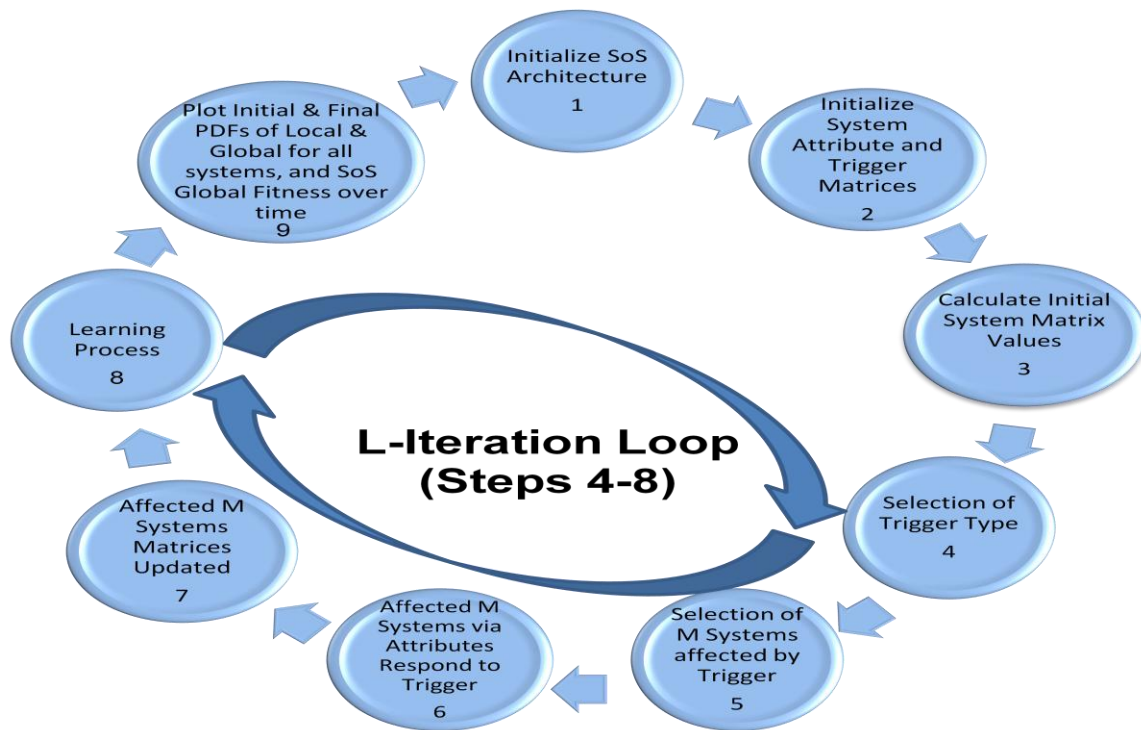 Initialize SoS
Architecture
1
Initialize
System
Attribute and
Trigger
Matrices
2
Calculate Initial
System Matrix
Values
3
Selection of
Trigger Type
4
Selection of
M Systems
affected by
Trigger
5
Affected M
Systems via
Attributes
Respond to
Trigger
6
Affected M
Systems
Matrices
Updated
7
Learning
Process
8
Plot Initial & Final
PDFs of Local &
Global for all
systems, and SoS
Global Fitness over
time
9
L-Iteration Loop
(Steps 4-8)